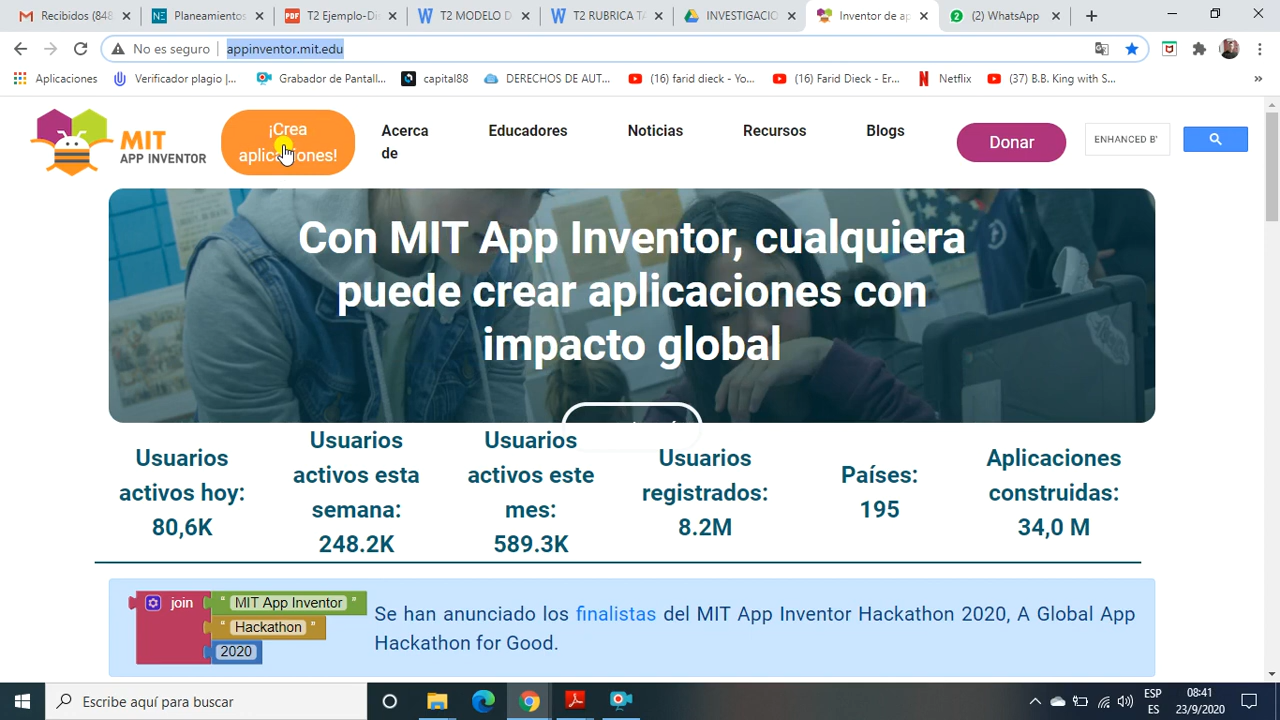 Recibidos (848
Planeamientos
T2 Ejemplo-Dis
T2 MODELO D
T2 RUBRICA TA
INVESTIGACIO
Inventor de ap
(2) WhatsApp
No es seguro
appinventor.mit.edu
Aplicaciones
Verificador plagio |...
Grabador de Pantall...
capital88
DERECHOS DE AUT...
(16) farid dieck - Yo...
(16) Farid Dieck - Er...
Netflix
(37) B.B. King with S...
»
MIT
APP INVENTOR
¡Crea
aplicaciones!
Acerca
de
Educadores
Noticias
Recursos
Blogs
Donar
ENHANCED B
Con MIT App Inventor, cualquiera
puede crear aplicaciones con
impacto global
Usuarios
activos hoy:
80,6K
Usuarios
activos esta
semana:
248.2K
Usuarios
activos este
mes:
589.3K
Usuarios
registrados:
8.2M
Países:
195
Aplicaciones
construidas:
34,0 M
join
“ MIT App Inventor ”
“ Hackathon ”
2020
Se han anunciado los finalistas del MIT App Inventor Hackathon 2020, A Global App
Hackathon for Good.
Escribe aquí para buscar
ESP
ES
08:41
23/9/2020